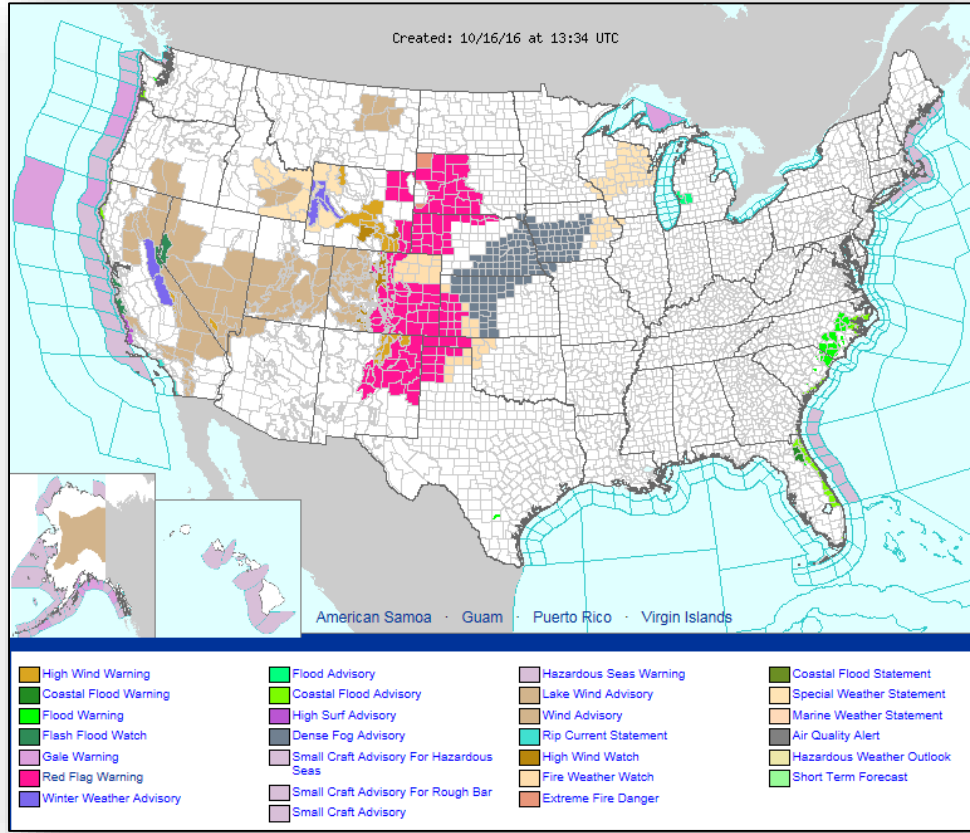 Created: 10/16/16 at 13:34 UTC
American Samoa · Guam · Puerto Rico · Virgin Islands
High Wind Warning
Coastal Flood Warning
Flood Warning
Flash Flood Watch
Gale Warning
Red Flag Warning
Winter Weather Advisory
Flood Advisory
Coastal Flood Advisory
High Surf Advisory
Dense Fog Advisory
Small Craft Advisory For Hazardous
Seas
Small Craft Advisory For Rough Bar
Small Craft Advisory
Hazardous Seas Warning
Lake Wind Advisory
Wind Advisory
Rip Current Statement
High Wind Watch
Fire Weather Watch
Extreme Fire Danger
Coastal Flood Statement
Special Weather Statement
Marine Weather Statement
Air Quality Alert
Hazardous Weather Outlook
Short Term Forecast